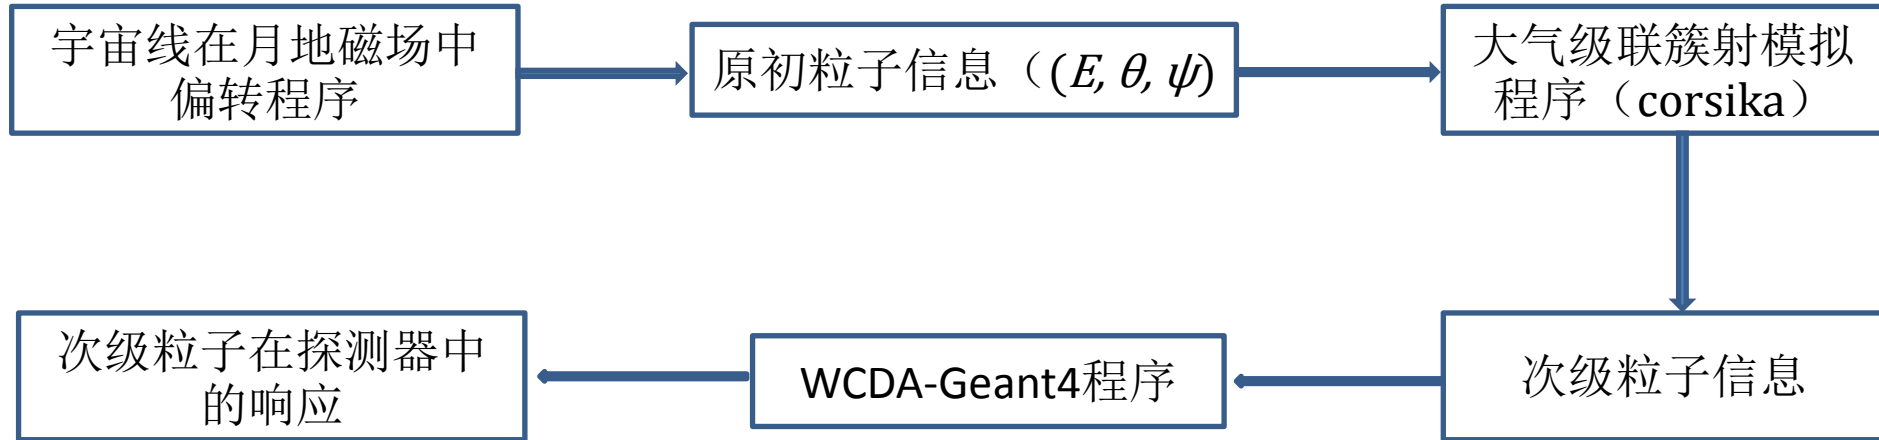 宇宙线在月地磁场中
偏转程序
原初粒子信息（(E, θ, ψ)
大气级联簇射模拟
程序（corsika）
次级粒子信息
WCDA-Geant4程序
次级粒子在探测器中
的响应